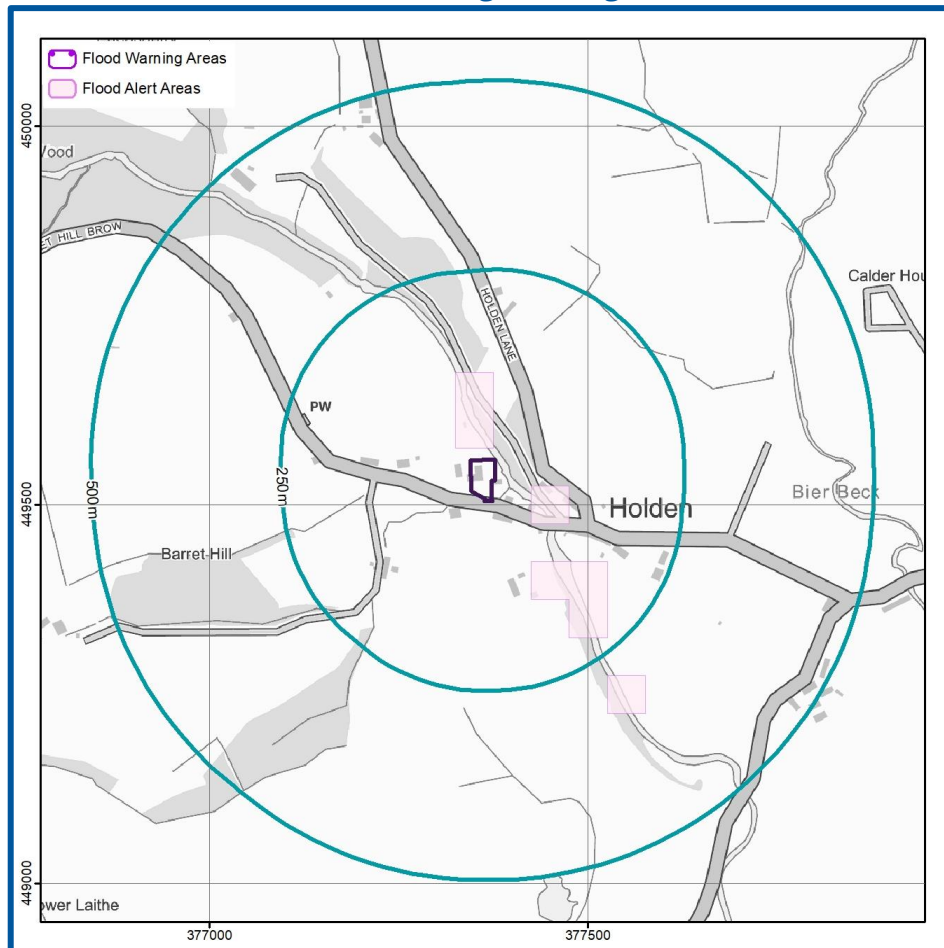 Flood Warning Areas
Flood Alert Areas
450000
Wood
HILL BROW
HOLDEN LANE
Calder Hou
PW
250m
500m
449500
Holden
Bier Beck
Barret Hill
449000
ower Laithe
377000
377500